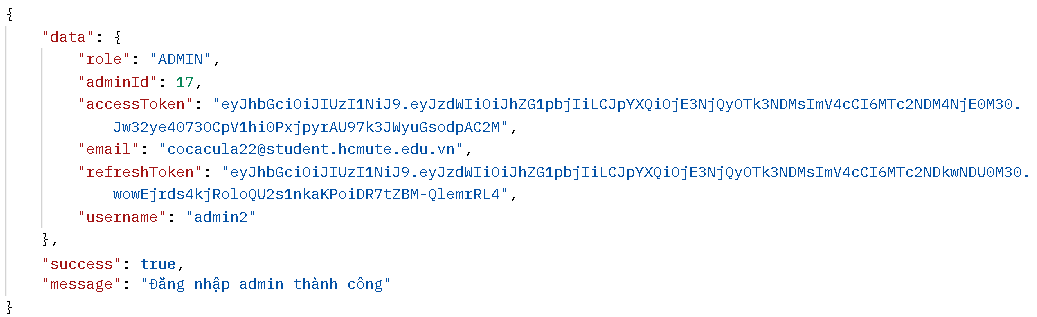 {
"data": {
"role": "ADMIN",
"adminId": 17,
"accessToken": "eyJhbGciOiJIUzI1NiJ9.eyJzdWIiOiJhZG1pbjIiLCJpYXQiOjE3NjQyOTk3NDMsImV4cCI6MTc2NDM4NjE0M30.
Jw32ye4073OCpV1hi0PxjpyrAU97k3JWyuGsodpAC2M",
"email": "cocacula22@student.hcmute.edu.vn",
"refreshToken": "eyJhbGciOiJIUzI1NiJ9.eyJzdWIiOiJhZG1pbjIiLCJpYXQiOjE3NjQyOTk3NDMsImV4cCI6MTc2NDkwNDU0M30.
wowEjrds4kjRoloQU2s1nkaKPoiDR7tZBM-QlemrRL4",
"username": "admin2"
},
"success": true,
"message": "Đăng nhập admin thành công"
}